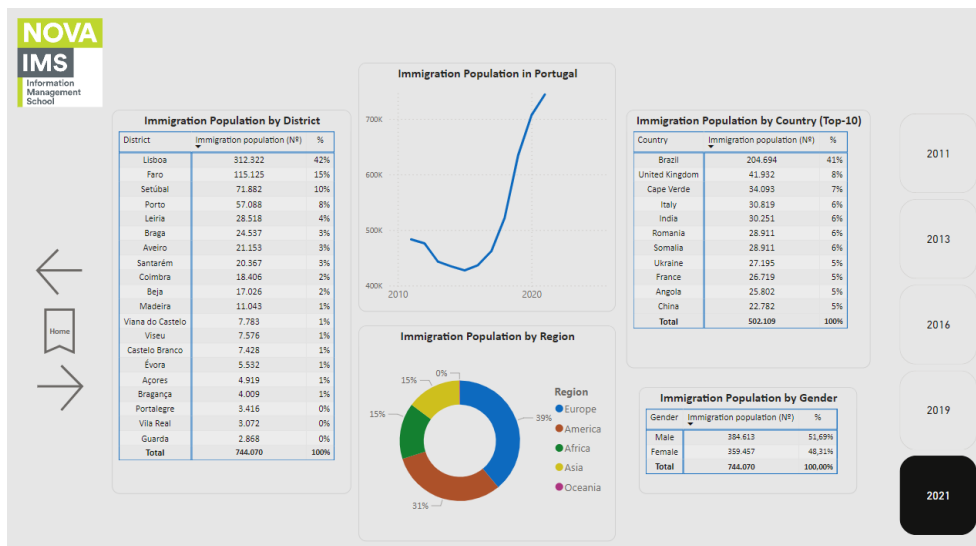 NOVA
IMS
Information
Management
School
Immigration Population by District
District Immigration population (Nº) %
Lisboa 312.322 42%
Faro 115.125 15%
Setúbal 71.882 10%
Porto 57.088 8%
Leiria 28.518 4%
Braga 24.537 3%
Aveiro 21.153 3%
Santarém 20.367 3%
Coimbra 18.406 2%
Beja 17.026 2%
Madeira 11.043 1%
Viana do Castelo 7.783 1%
Viseu 7.576 1%
Castelo Branco 7.428 1%
Évora 5.532 1%
Açores 4.919 1%
Bragança 4.009 1%
Portalegre 3.416 0%
Vila Real 3.072 0%
Guarda 2.868 0%
Total 744.070 100%
Home
Immigration Population in Portugal
700K
600K
500K
400K
2010 2020
Immigration Population by Region
0%
15%
15%
39%
31%
Region
Europe
America
Africa
Asia
Oceania
Immigration Population by Country (Top-10)
Country Immigration population (Nº) %
Brazil 204.694 41%
United Kingdom 41.932 8%
Cape Verde 34.093 7%
Italy 30.819 6%
India 30.251 6%
Romania 28.911 6%
Somalia 28.911 6%
Ukraine 27.195 5%
France 26.719 5%
Angola 25.802 5%
China 22.782 5%
Total 502.109 100%
Immigration Population by Gender
Gender Immigration population (Nº) %
Male 384.613 51,69%
Female 359.457 48,31%
Total 744.070 100,00%
2011
2013
2016
2019
2021